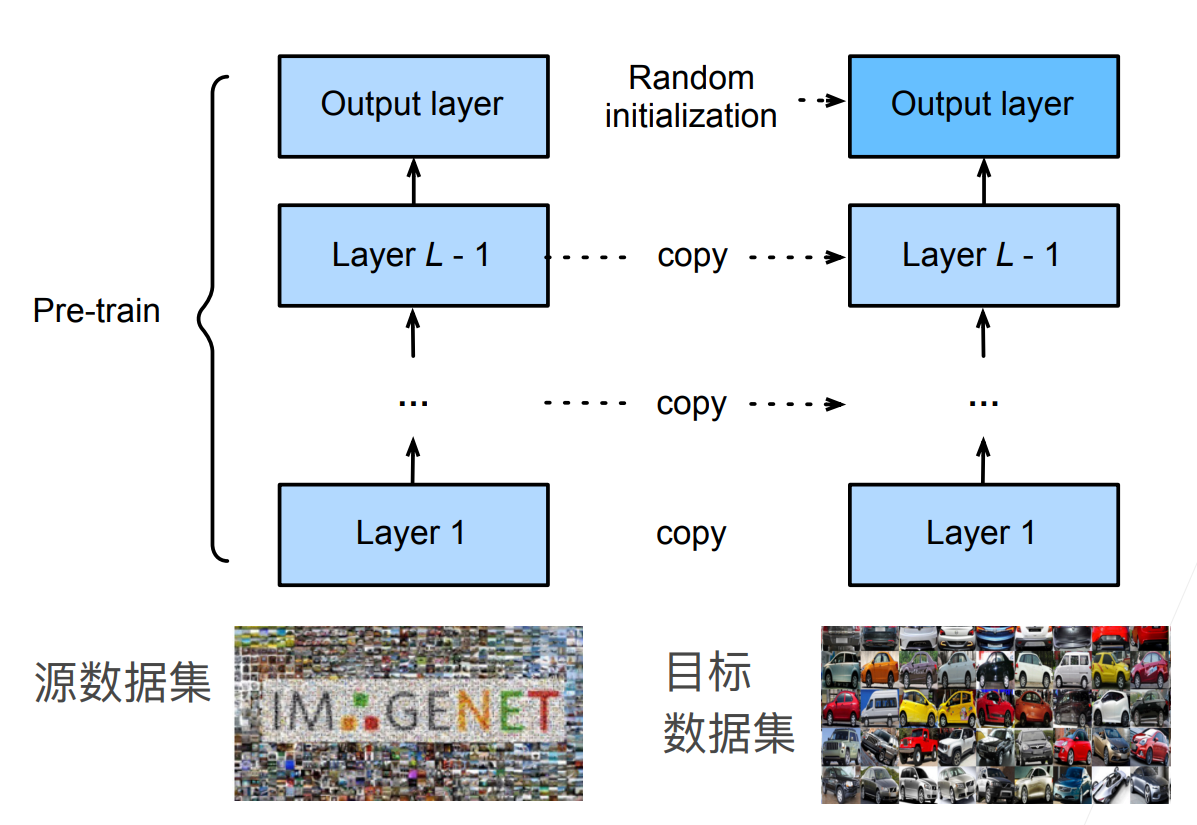 Output layer
Random
initialization
Output layer
Layer L - 1
copy
Layer L - 1
Pre-train
...
copy
...
Layer 1
copy
Layer 1
源数据集
IM GENET
目标
数据集